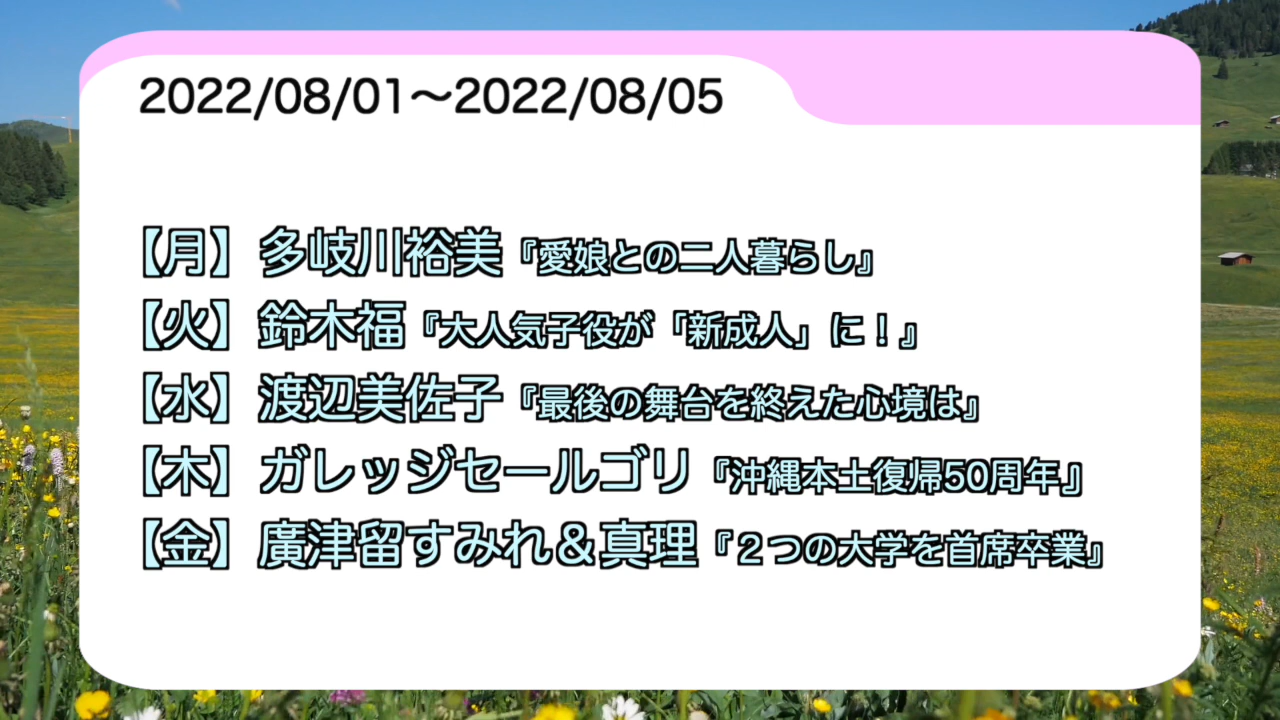 2022/08/01〜2022/08/05
【月】多岐川裕美『愛娘との二人暮らし』
【火】鈴木福『大人気子役が「新成人」に！』
【水】渡辺美佐子『最後の舞台を終えた心境は』
【木】ガレッジセールゴリ『沖縄本土復帰50周年』
【金】廣津留すみれ＆真理『２つの大学を首席卒業』